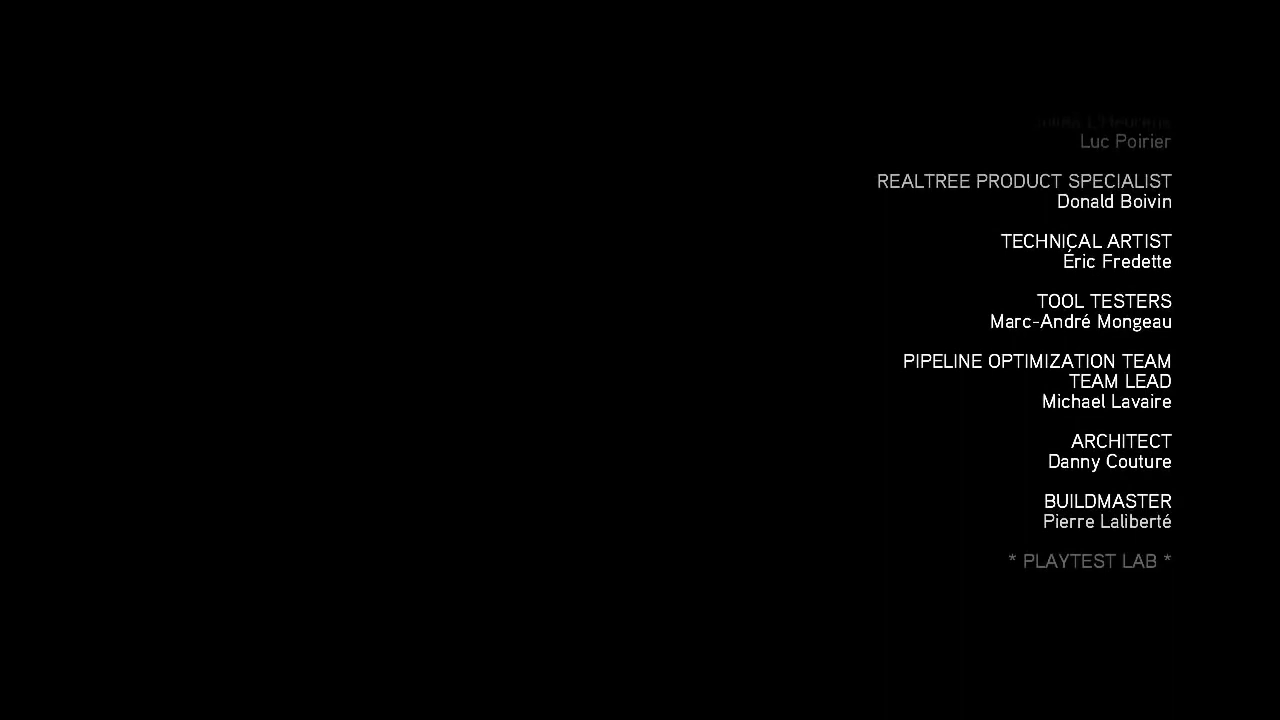 Luc Poirier
REALTREE PRODUCT SPECIALIST
Donald Boivin
TECHNICAL ARTIST
Éric Fredette
TOOL TESTERS
Marc-André Mongeau
PIPELINE OPTIMIZATION TEAM
TEAM LEAD
Michael Lavaire
ARCHITECT
Danny Couture
BUILDMASTER
Pierre Laliberté
* PLAYTEST LAB *